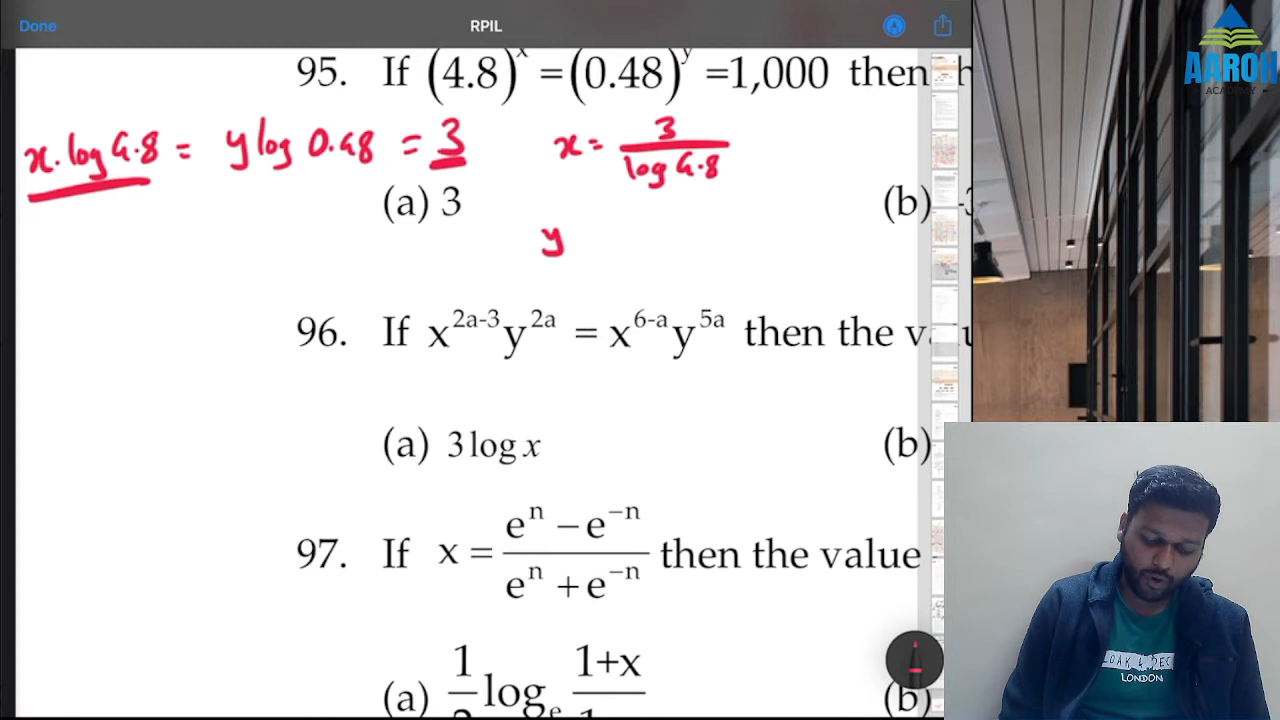 Done
RPIL
AAROH
ACADEMY
95. If (4.8)^x = (0.48)^y = 1,000 then
x. log 4.8 = y log 0.48 = 3
x = 3 / log 4.8
(a) 3
(b) -3
y
96. If x^{2a-3} y^{2a} = x^{6-a} y^{5a} then the
(a) 3 log x
(b)
97. If x = (e^n − e^{−n}) / (e^n + e^{−n}) then the value
(a) 1/2 log_e 1+x
(b)
LONDON